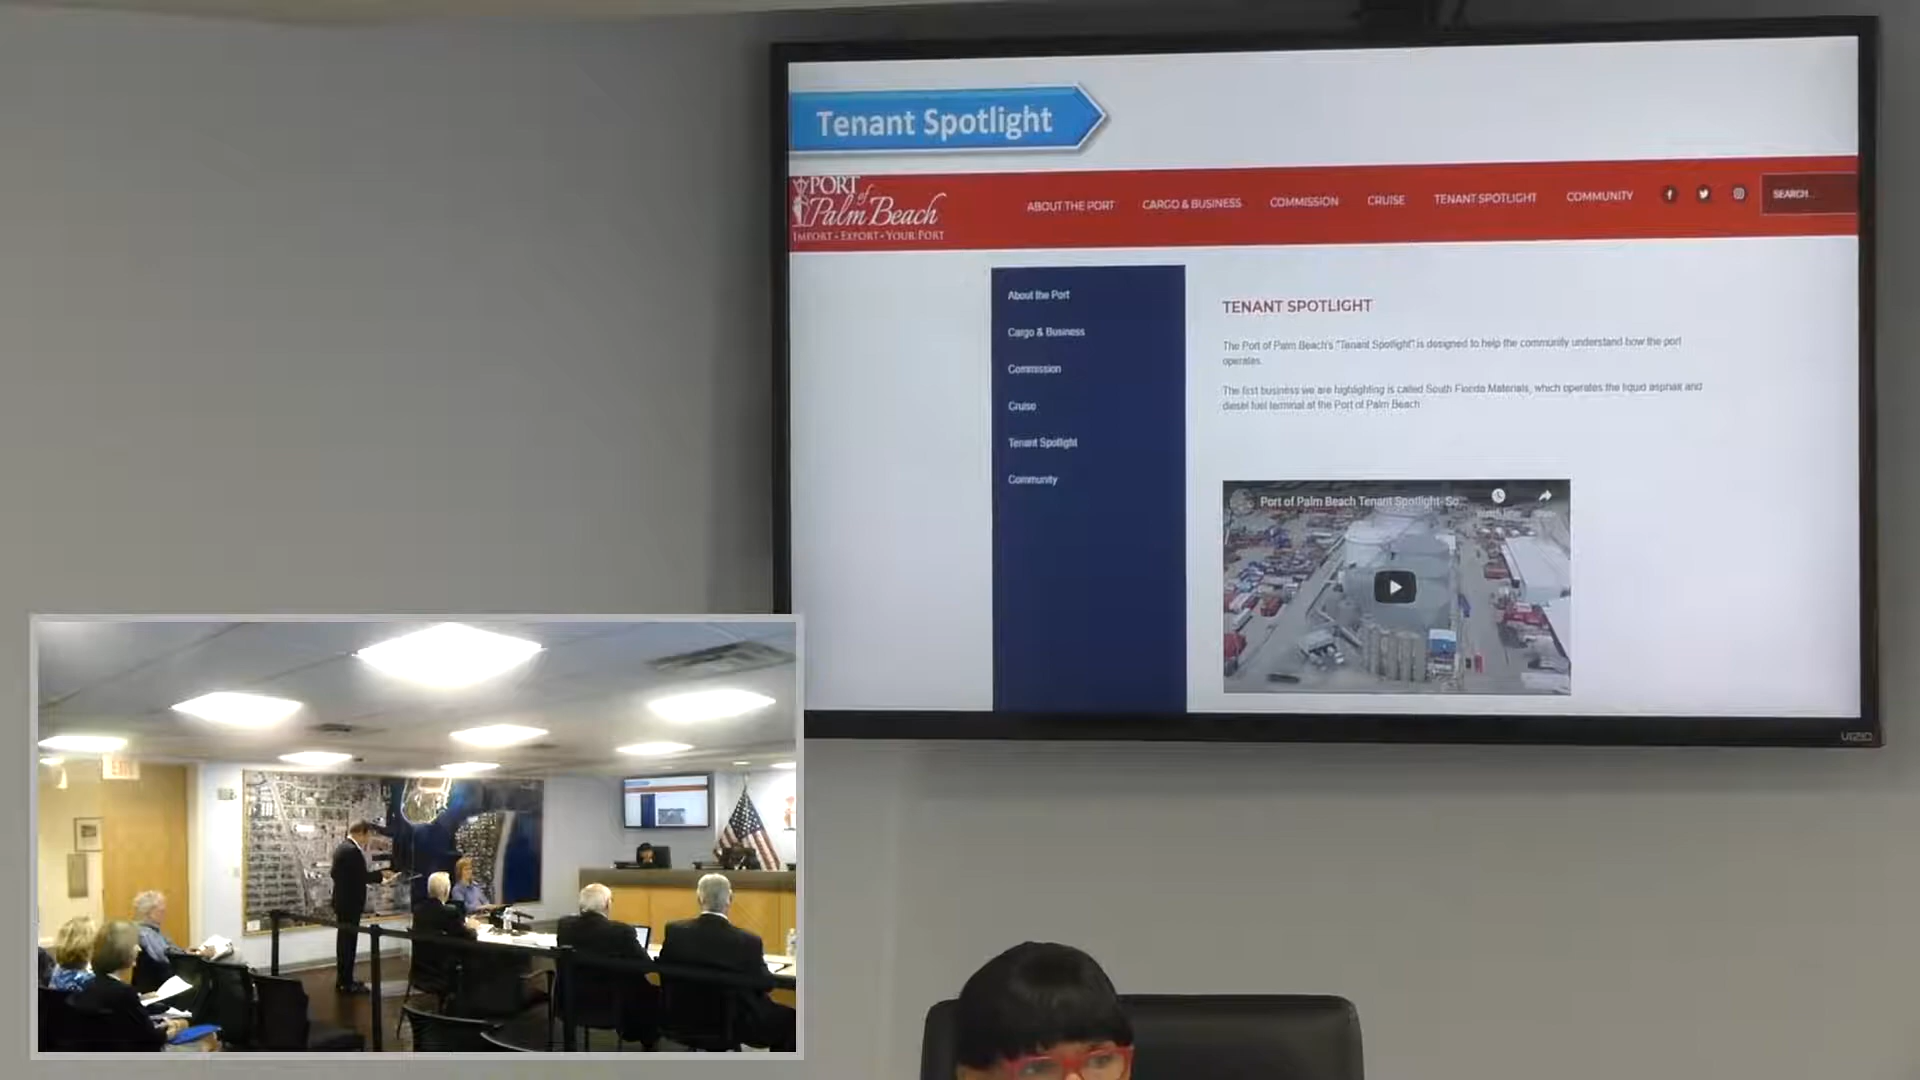 Tenant Spotlight
PORT
of
Palm Beach
IMPORT • EXPORT • YOUR PORT
ABOUT THE PORT
CARGO & BUSINESS
COMMISSION
CRUISE
TENANT SPOTLIGHT
COMMUNITY
SEARCH...
About the Port
Cargo & Business
Commission
Cruise
Tenant Spotlight
Community
TENANT SPOTLIGHT
The Port of Palm Beach's "Tenant Spotlight" is designed to help the community understand how the port
operates.
The first business we are highlighting is called South Florida Materials, which operates the liquid asphalt and
diesel fuel terminal at the Port of Palm Beach
Port of Palm Beach Tenant Spotlight- So...
VIZIO
EXIT